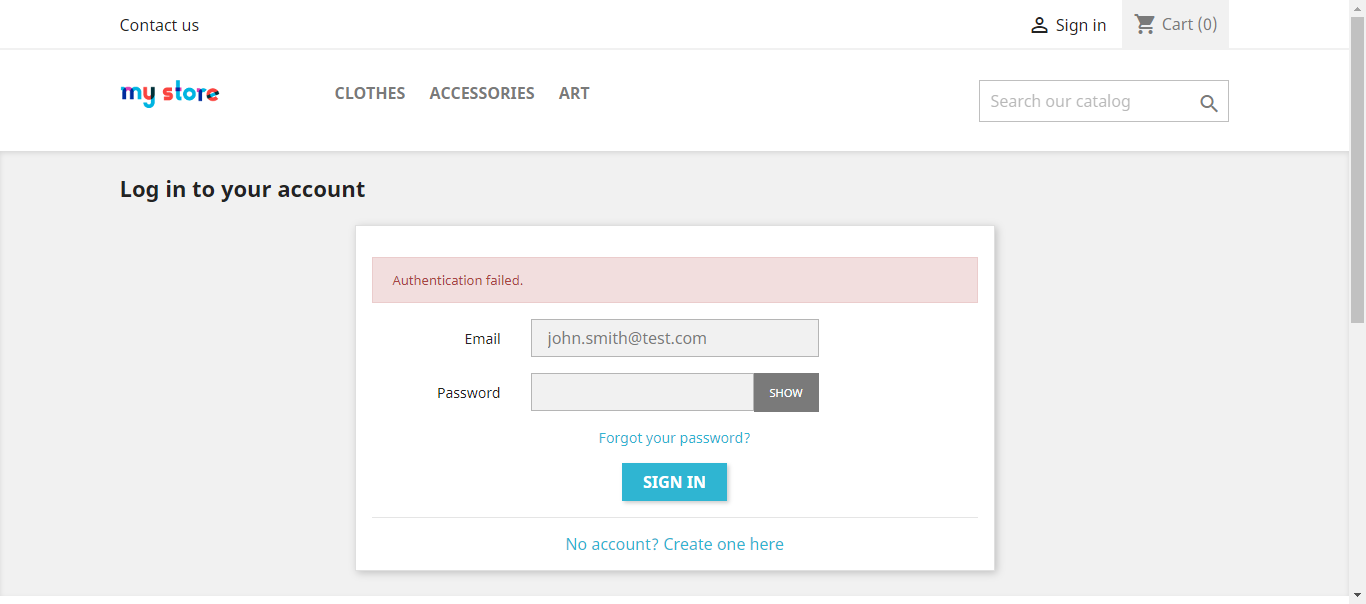 Contact us
Sign in
Cart (0)
my store
CLOTHES
ACCESSORIES
ART
Search our catalog
Log in to your account
Authentication failed.
Email
john.smith@test.com
Password
SHOW
Forgot your password?
SIGN IN
No account? Create one here